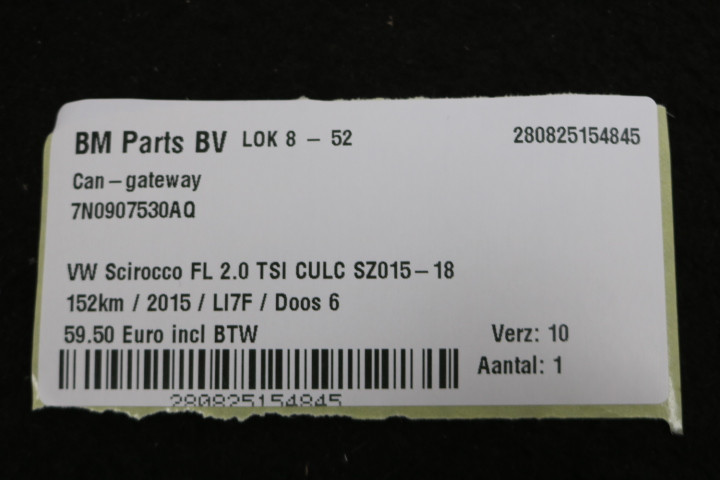 BM Parts BV LOK 8 - 52 280825154845
Can-gateway
7N0907530AQ
VW Scirocco FL 2.0 TSI CULC SZ015-18
152km / 2015 / LI7F / Doos 6
59.50 Euro incl BTW Verz: 10
Aantal: 1
280825154845